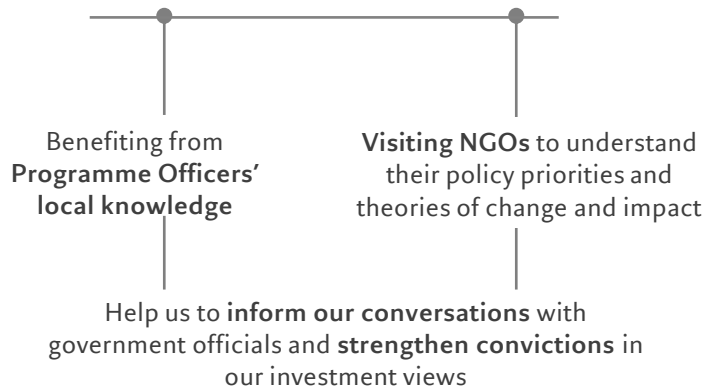 Benefiting from
Programme Officers'
local knowledge
Visiting NGOs to understand
their policy priorities and
theories of change and impact
Help us to inform our conversations with
government officials and strengthen convictions in
our investment views